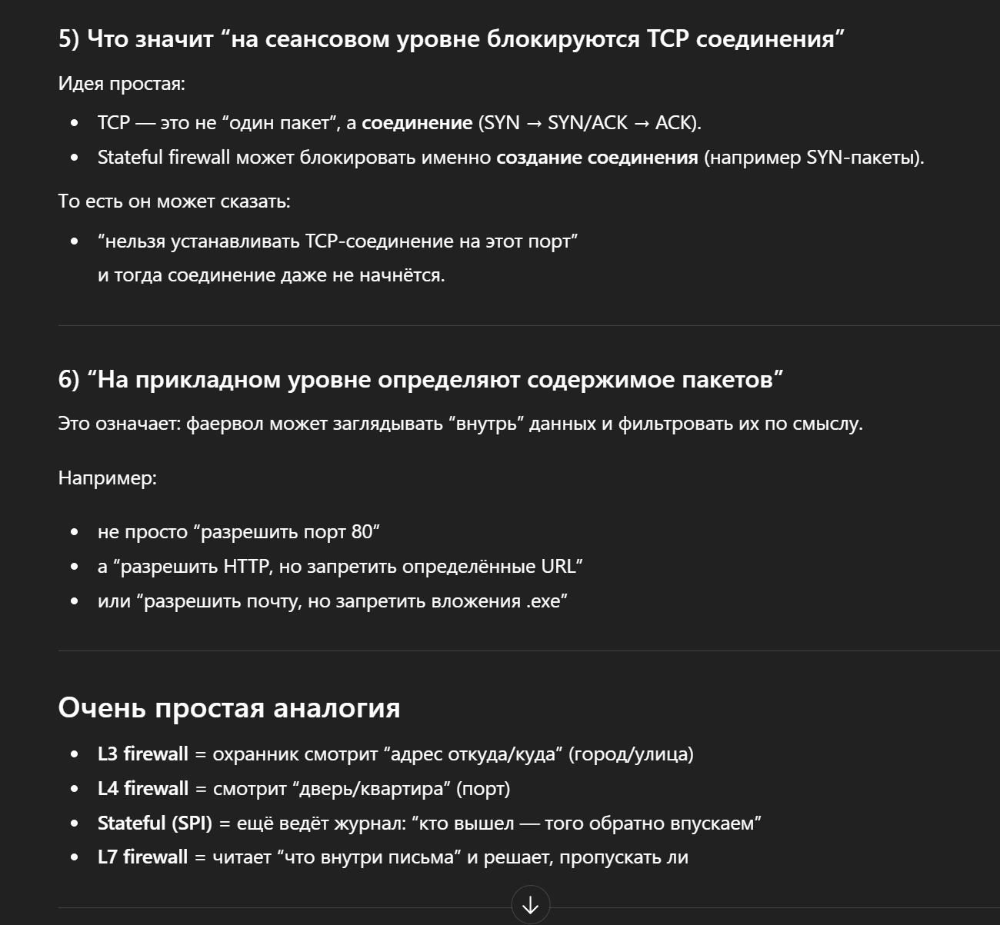 5) Что значит “на сеансовом уровне блокируются TCP соединения”
Идея простая:
• TCP — это не “один пакет”, а соединение (SYN → SYN/ACK → ACK).
• Stateful firewall может блокировать именно создание соединения (например SYN-пакеты).
То есть он может сказать:
• “нельзя устанавливать TCP-соединение на этот порт”
и тогда соединение даже не начнётся.
6) “На прикладном уровне определяют содержимое пакетов”
Это означает: фаервол может заглядывать “внутрь” данных и фильтровать их по смыслу.
Например:
• не просто “разрешить порт 80”
• а “разрешить HTTP, но запретить определённые URL”
• или “разрешить почту, но запретить вложения .exe”
Очень простая аналогия
• L3 firewall = охранник смотрит “адрес откуда/куда” (город/улица)
• L4 firewall = смотрит “дверь/квартира” (порт)
• Stateful (SPI) = ещё ведёт журнал: “кто вышел — того обратно впускаем”
• L7 firewall = читает “что внутри письма” и решает, пропускать ли